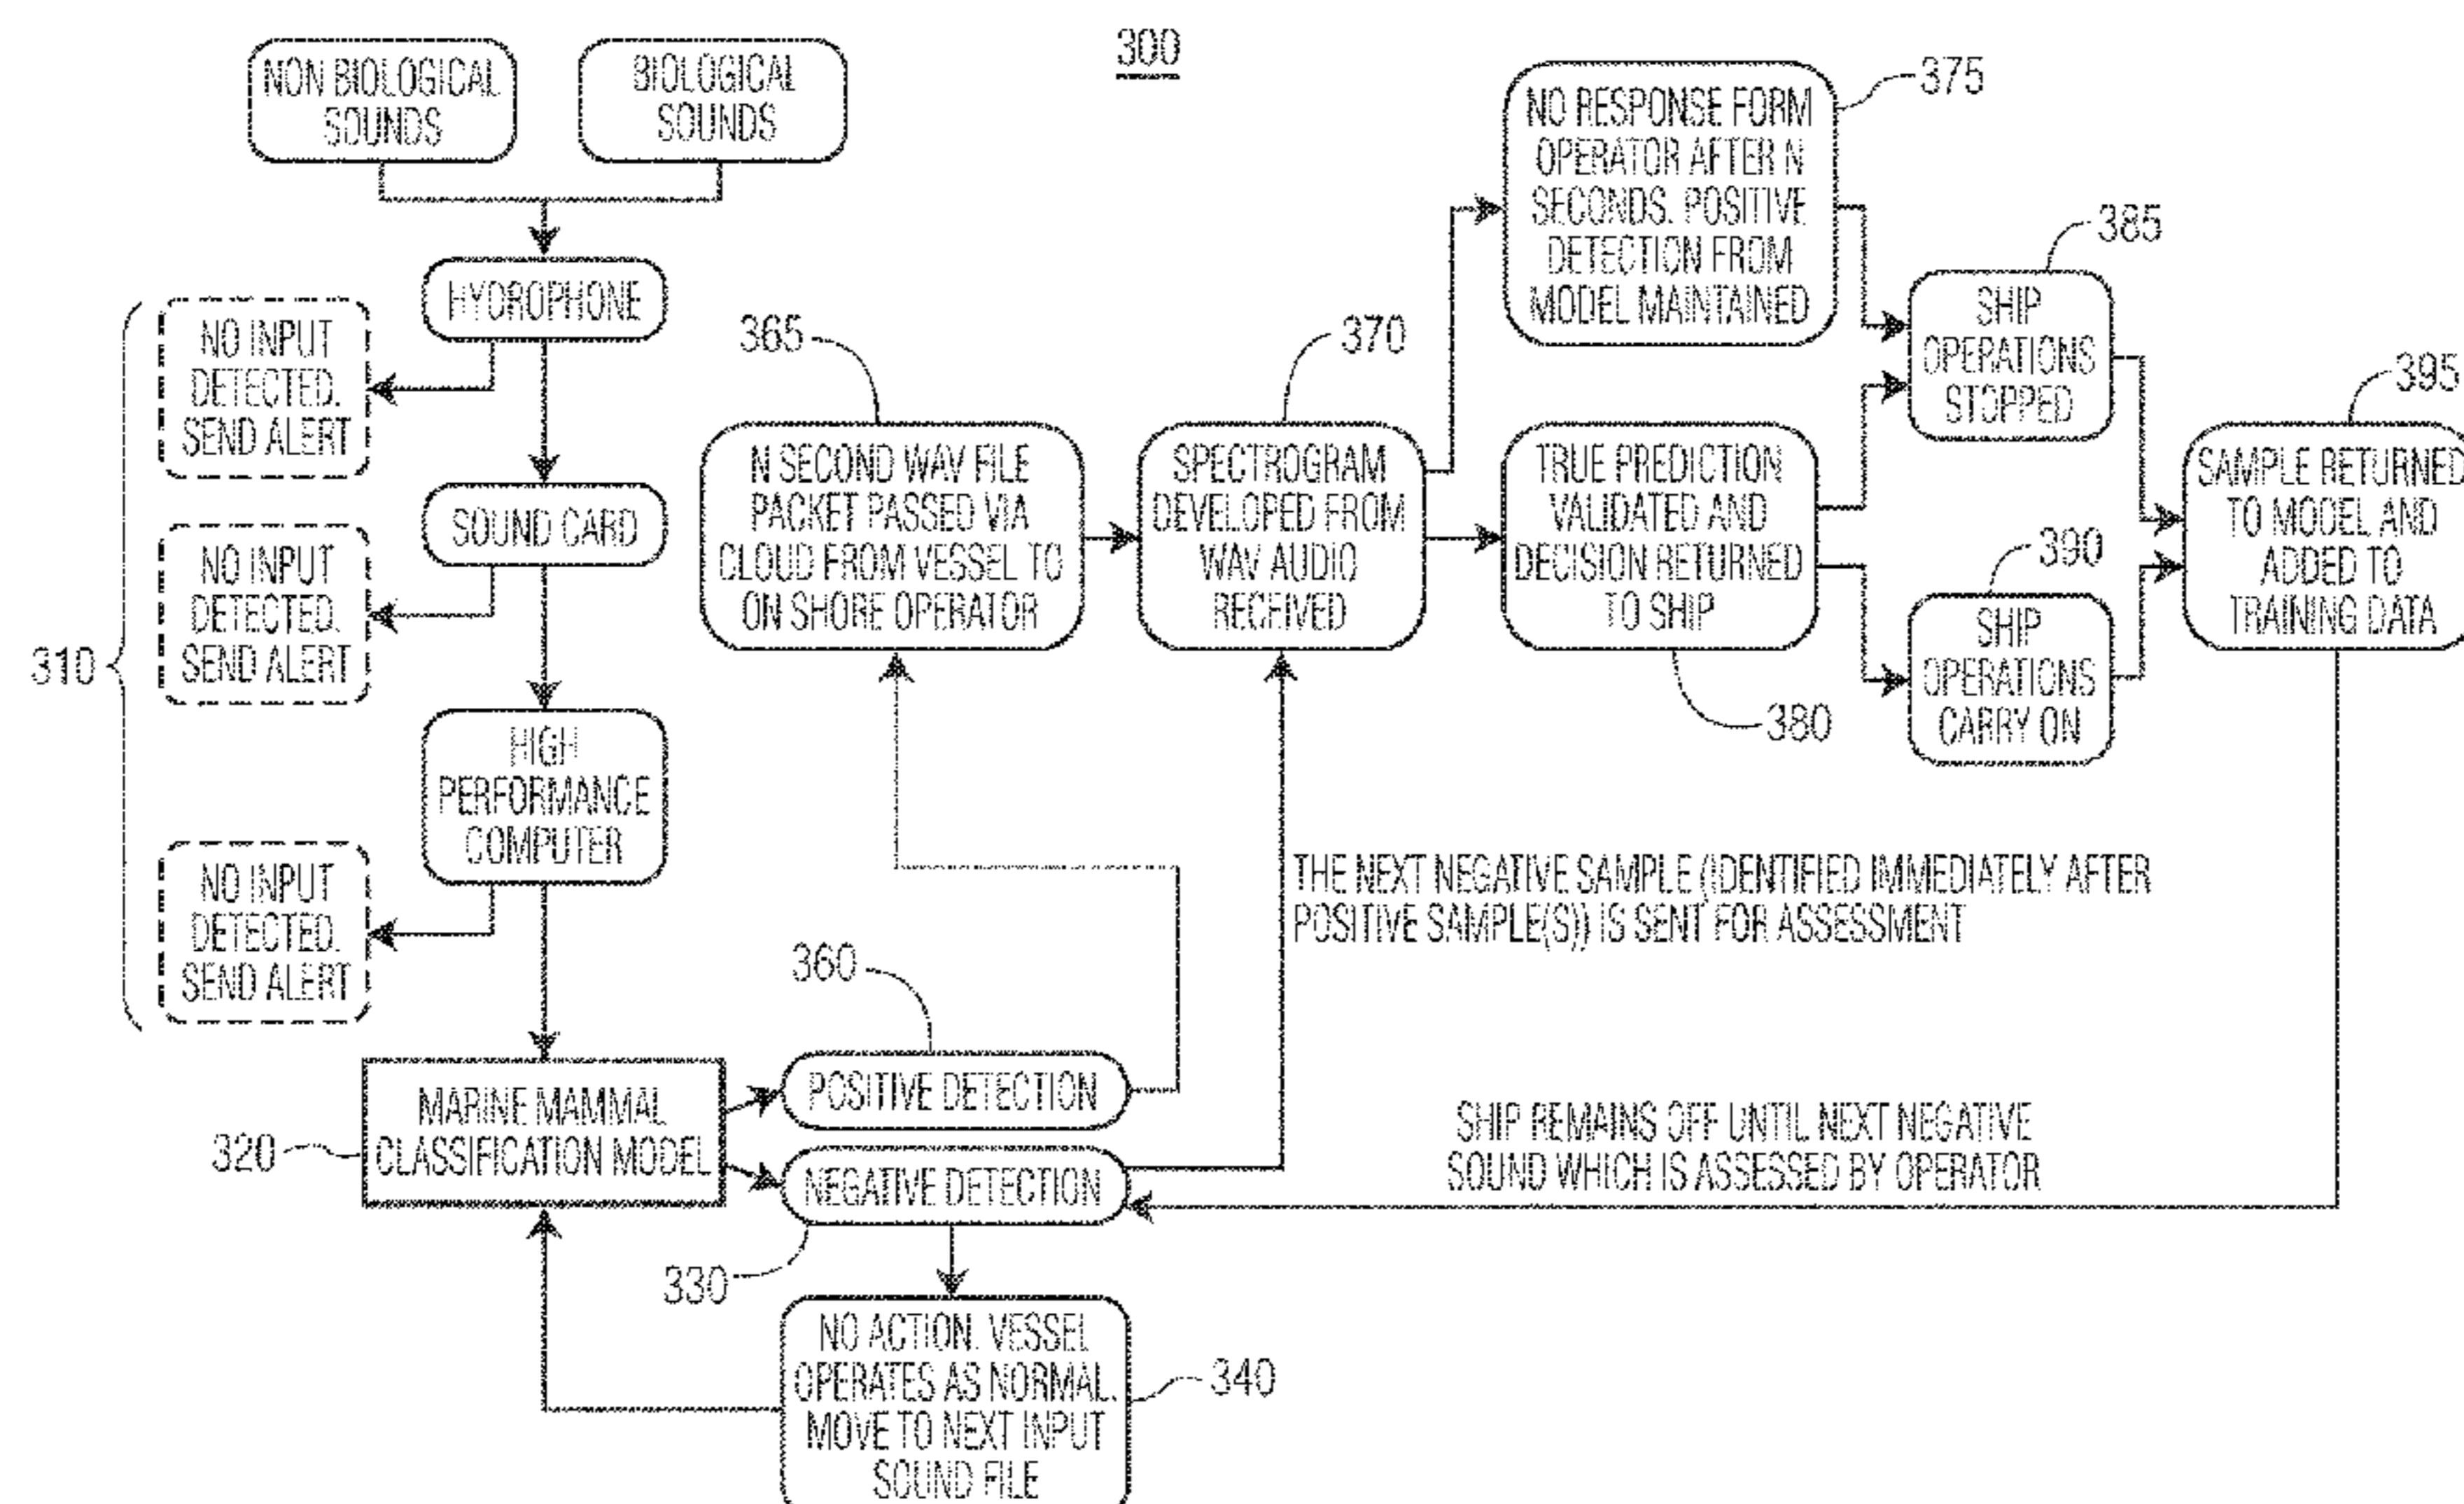 300
NON BIOLOGICAL
SOUNDS
BIOLOGICAL
SOUNDS
HYDROPHONE
NO INPUT
DETECTED.
SEND ALERT
SOUND CARD
NO INPUT
DETECTED.
SEND ALERT
310
HIGH
PERFORMANCE
COMPUTER
NO INPUT
DETECTED.
SEND ALERT
MARINE MAMMAL
CLASSIFICATION MODEL
320
360
POSITIVE DETECTION
NEGATIVE DETECTION
330
NO ACTION. VESSEL
OPERATES AS NORMAL.
MOVE TO NEXT INPUT
SOUND FILE
340
365
N SECOND WAV FILE
PACKET PASSED VIA
CLOUD FROM VESSEL TO
ON SHORE OPERATOR
370
SPECTROGRAM
DEVELOPED FROM
WAV AUDIO
RECEIVED
375
NO RESPONSE FORM
OPERATOR AFTER N
SECONDS. POSITIVE
DETECTION FROM
MODEL MAINTAINED
TRUE PREDICTION
VALIDATED AND
DECISION RETURNED
TO SHIP
380
385
SHIP
OPERATIONS
STOPPED
390
SHIP
OPERATIONS
CARRY ON
395
SAMPLE RETURNED
TO MODEL AND
ADDED TO
TRAINING DATA
THE NEXT NEGATIVE SAMPLE (IDENTIFIED IMMEDIATELY AFTER
POSITIVE SAMPLE(S)) IS SENT FOR ASSESSMENT
SHIP REMAINS OFF UNTIL NEXT NEGATIVE
SOUND WHICH IS ASSESSED BY OPERATOR